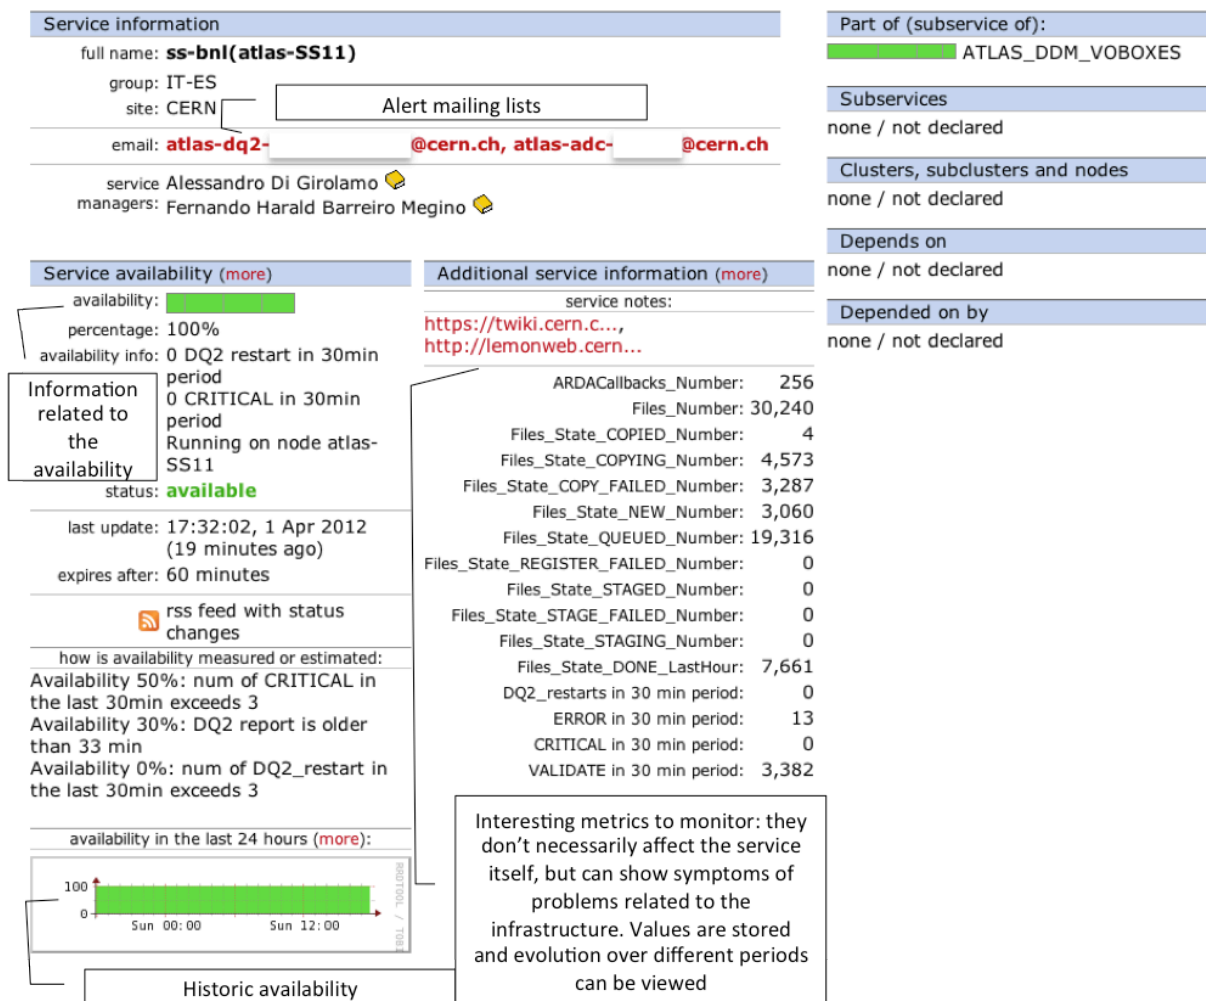 Service information
full name: ss-bnl(atlas-SS11)
group: IT-ES
site: CERN
Alert mailing lists
email: atlas-dq2- @cern.ch, atlas-adc- @cern.ch
service managers: Alessandro Di Girolamo
Fernando Harald Barreiro Megino
Part of (subservice of):
ATLAS_DDM_VOBOXES
Subservices
none / not declared
Clusters, subclusters and nodes
none / not declared
Depends on
none / not declared
Depended on by
none / not declared
Service availability (more)
availability:
percentage: 100%
availability info: 0 DQ2 restart in 30min
period
0 CRITICAL in 30min
period
Running on node atlas-
SS11
Information
related to
the
availability
status: available
last update: 17:32:02, 1 Apr 2012
(19 minutes ago)
expires after: 60 minutes
rss feed with status
changes
how is availability measured or estimated:
Availability 50%: num of CRITICAL in
the last 30min exceeds 3
Availability 30%: DQ2 report is older
than 33 min
Availability 0%: num of DQ2_restart in
the last 30min exceeds 3
availability in the last 24 hours (more):
100
0
Sun 00:00 Sun 12:00
RRDTOOL / TOBI
Historic availability
Additional service information (more)
service notes:
https://twiki.cern.c...,
http://lemonweb.cern...
ARDACallbacks_Number: 256
Files_Number: 30,240
Files_State_COPIED_Number: 4
Files_State_COPYING_Number: 4,573
Files_State_COPY_FAILED_Number: 3,287
Files_State_NEW_Number: 3,060
Files_State_QUEUED_Number: 19,316
Files_State_REGISTER_FAILED_Number: 0
Files_State_STAGED_Number: 0
Files_State_STAGE_FAILED_Number: 0
Files_State_STAGING_Number: 0
Files_State_DONE_LastHour: 7,661
DQ2_restarts in 30 min period: 0
ERROR in 30 min period: 13
CRITICAL in 30 min period: 0
VALIDATE in 30 min period: 3,382
Interesting metrics to monitor: they
don't necessarily affect the service
itself, but can show symptoms of
problems related to the
infrastructure. Values are stored
and evolution over different periods
can be viewed